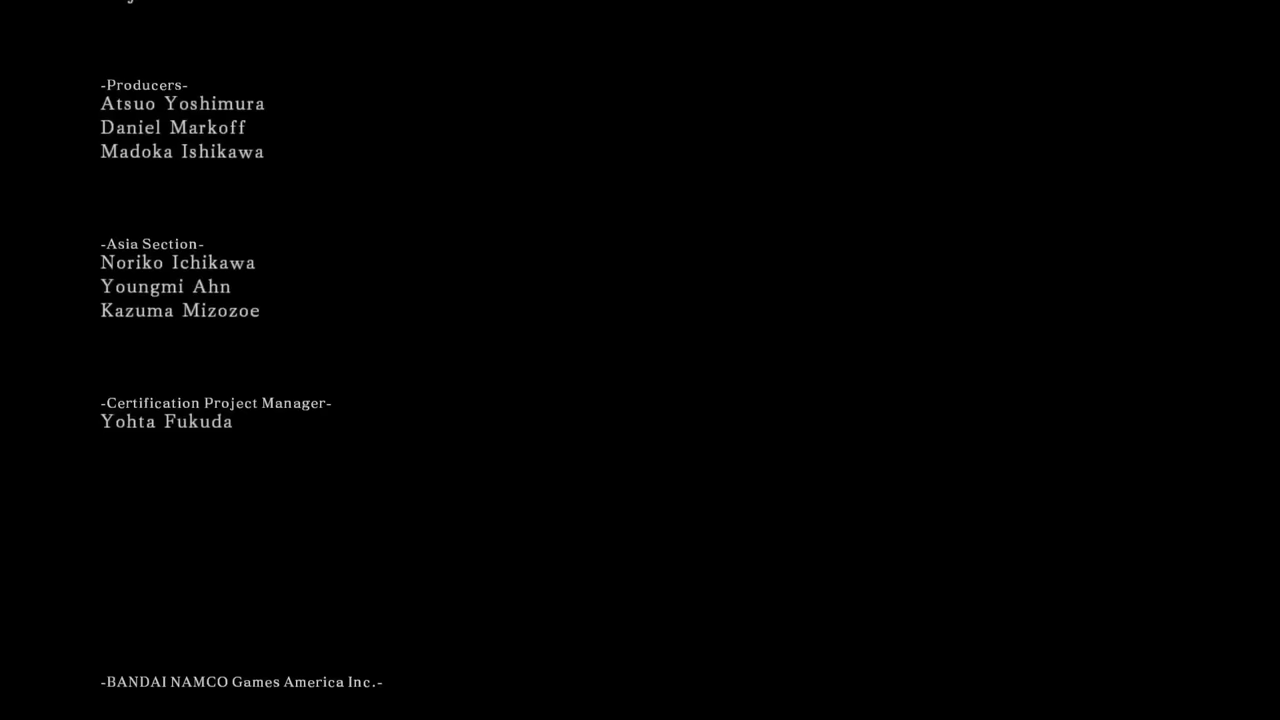 -Producers-
Atsuo Yoshimura
Daniel Markoff
Madoka Ishikawa
-Asia Section-
Noriko Ichikawa
Youngmi Ahn
Kazuma Mizozoe
-Certification Project Manager-
Yohta Fukuda
-BANDAI NAMCO Games America Inc.-